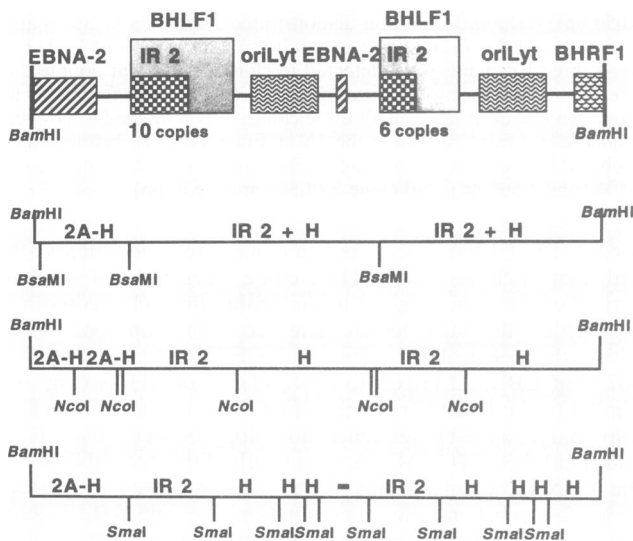 BHLF1 BHLF1
EBNA-2 IR 2 oriLyt EBNA-2 IR 2 oriLyt BHRF1
BamHI 10 copies 6 copies BamHI
BamHI BamHI
2A-H IR 2 + H IR 2 + H
BsaMI BsaMI BsaMI
BamHI BamHI
2A-H 2A-H IR 2 H IR 2 H
NcoI NcoI NcoI NcoI NcoI
BamHI BamHI
2A-H IR 2 H H H - IR 2 H H H H
SmaI SmaI SmaI SmaI SmaI SmaI SmaI SmaI